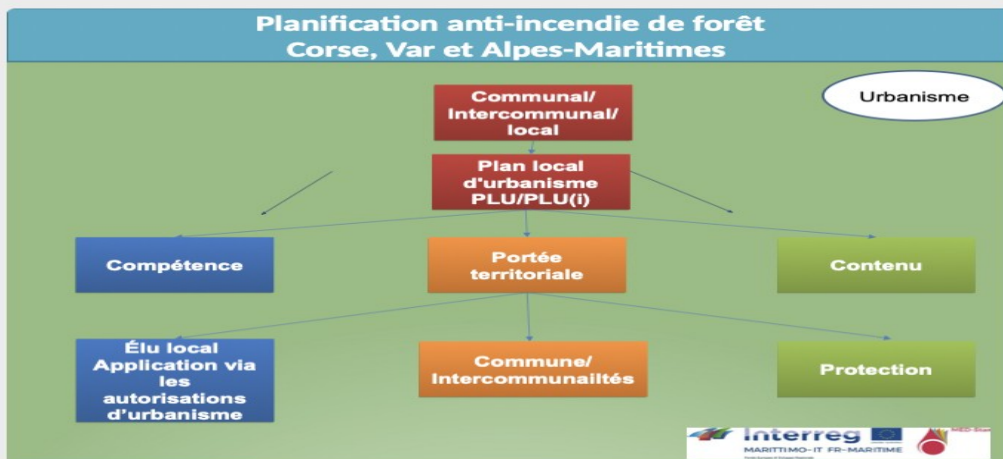 Planification anti-incendie de forêt
Corse, Var et Alpes-Maritimes
Urbanisme
Communal/
Intercommunal/
local
Plan local
d'urbanisme
PLU/PLU(i)
Compétence
Portée
territoriale
Contenu
Élu local
Application via
les
autorisations
d'urbanisme
Commune/
Intercommunailtés
Protection
Interreg
MARITTIMO-IT FR-MARITIME
MED-Star